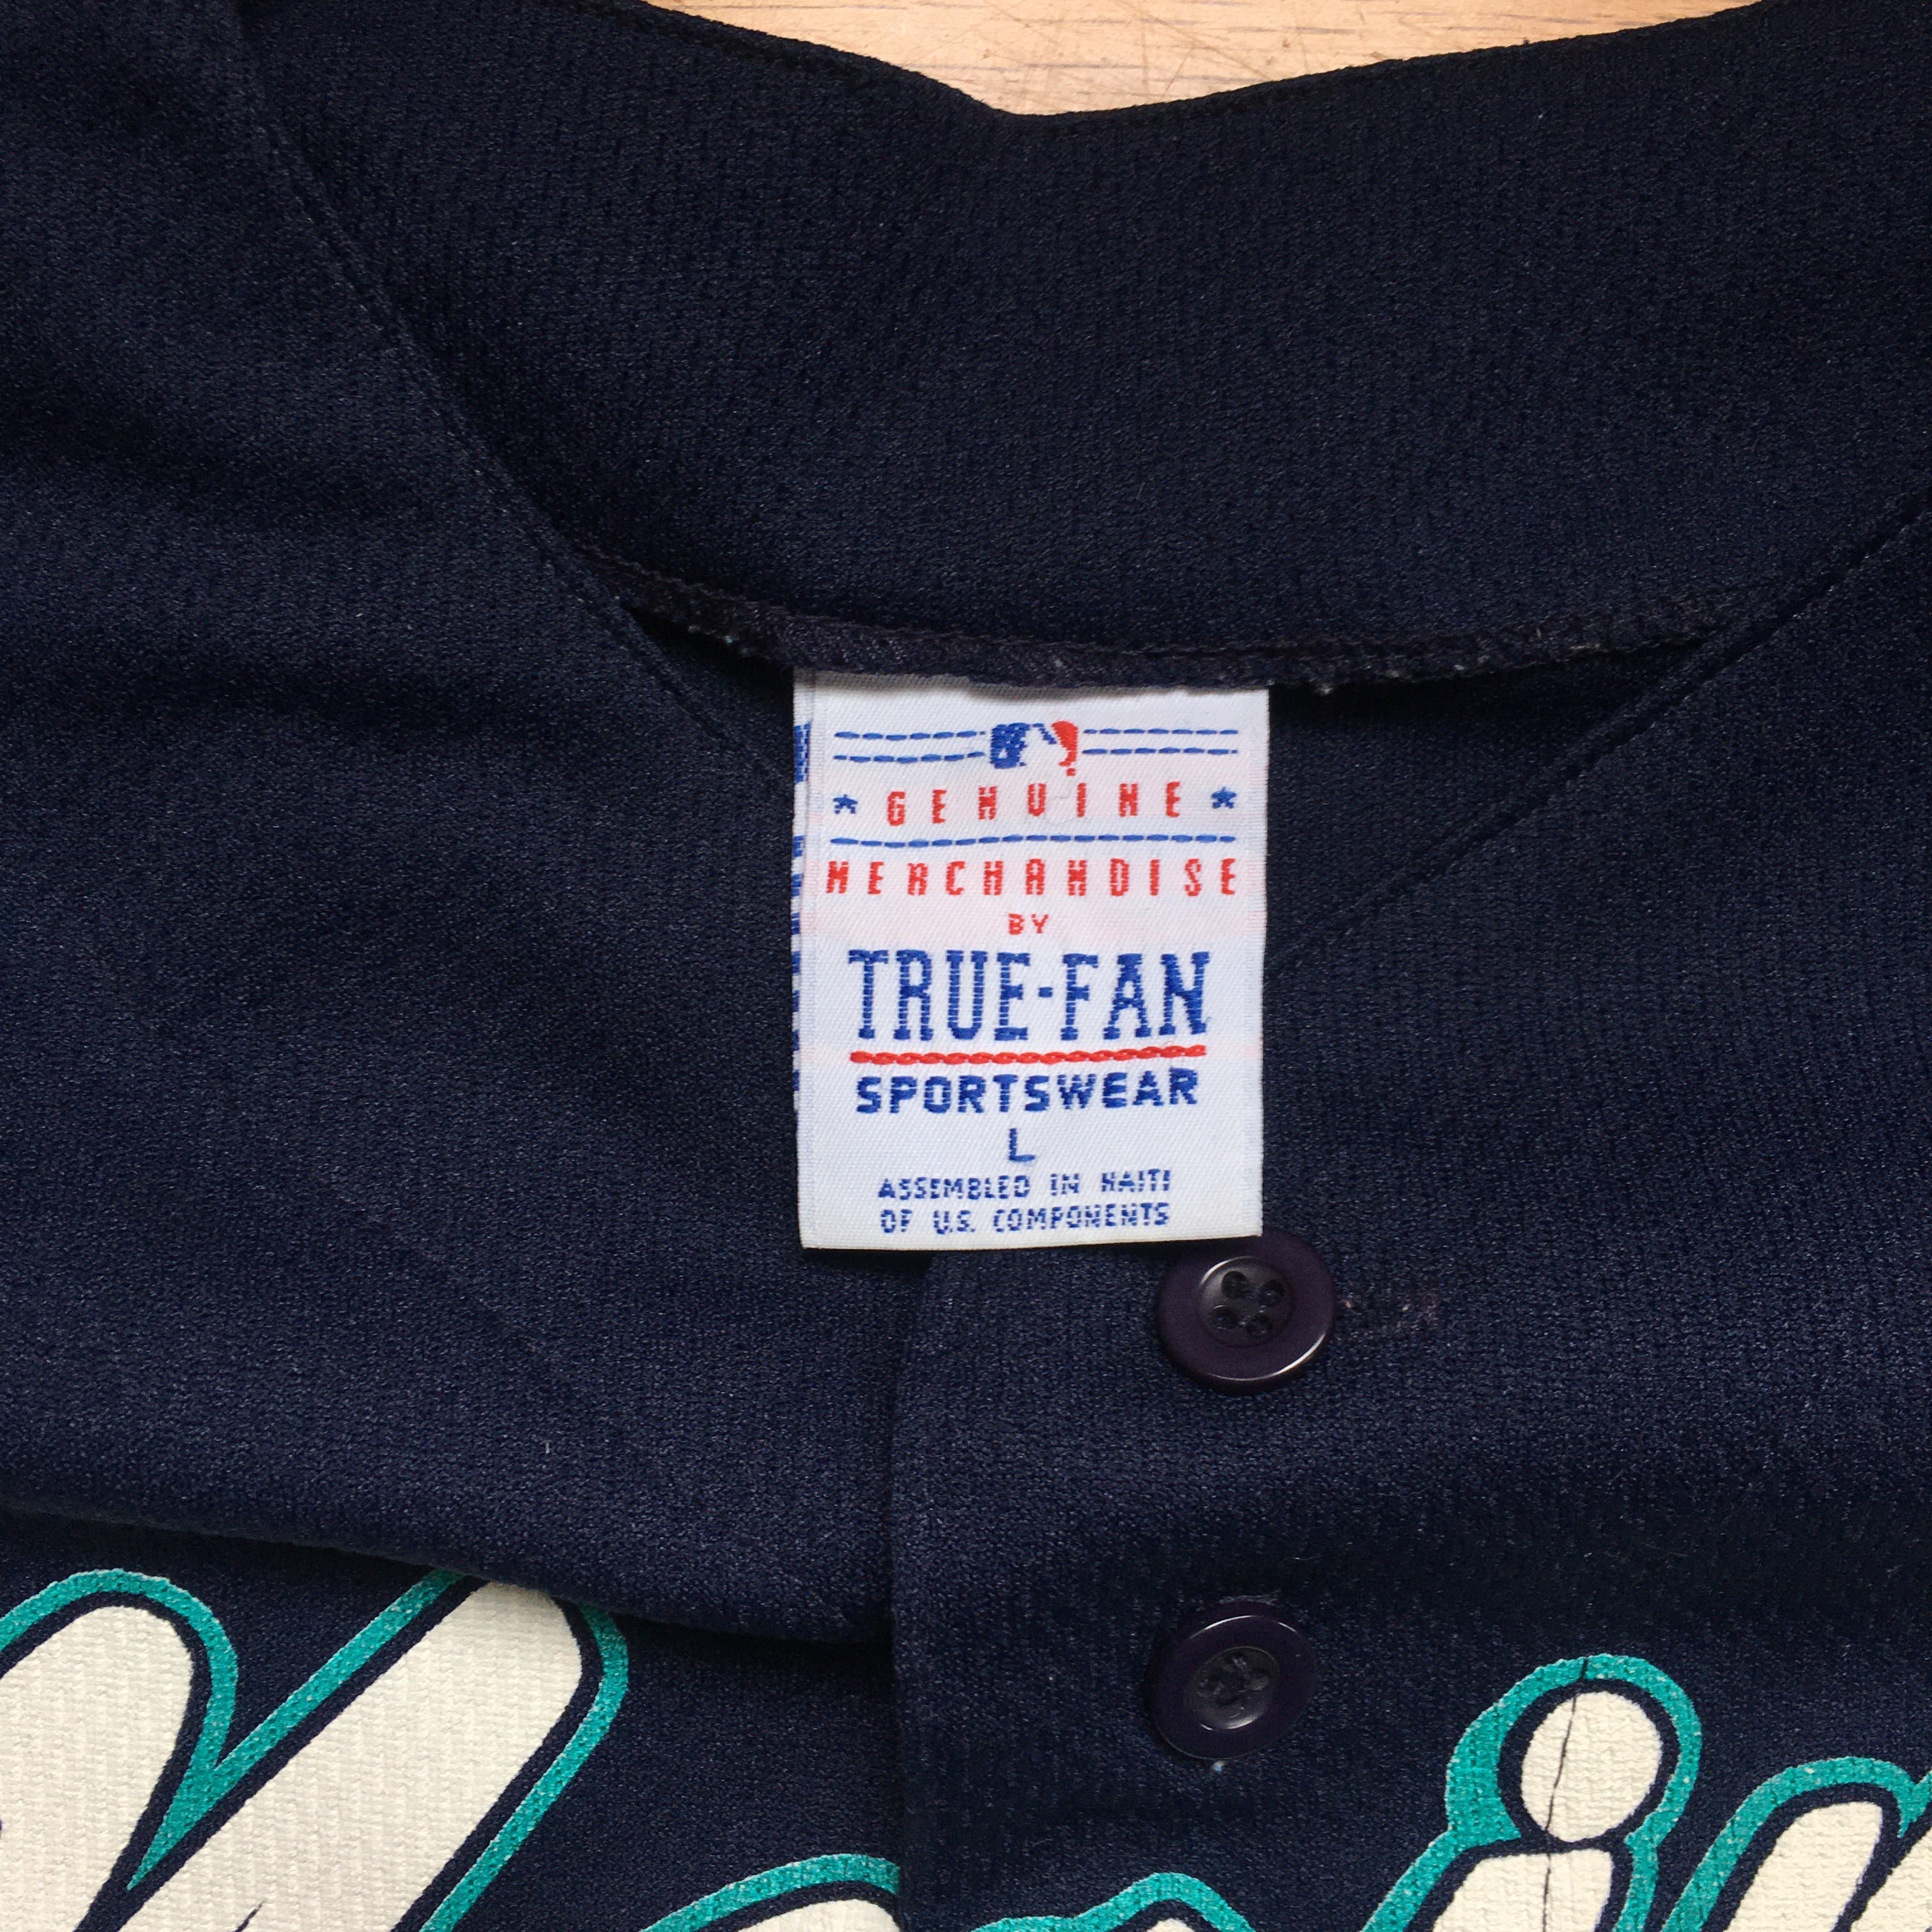 GENUINE
MERCHANDISE
BY
TRUE-FAN
SPORTSWEAR
L
ASSEMBLED IN HAITI
OF U.S. COMPONENTS